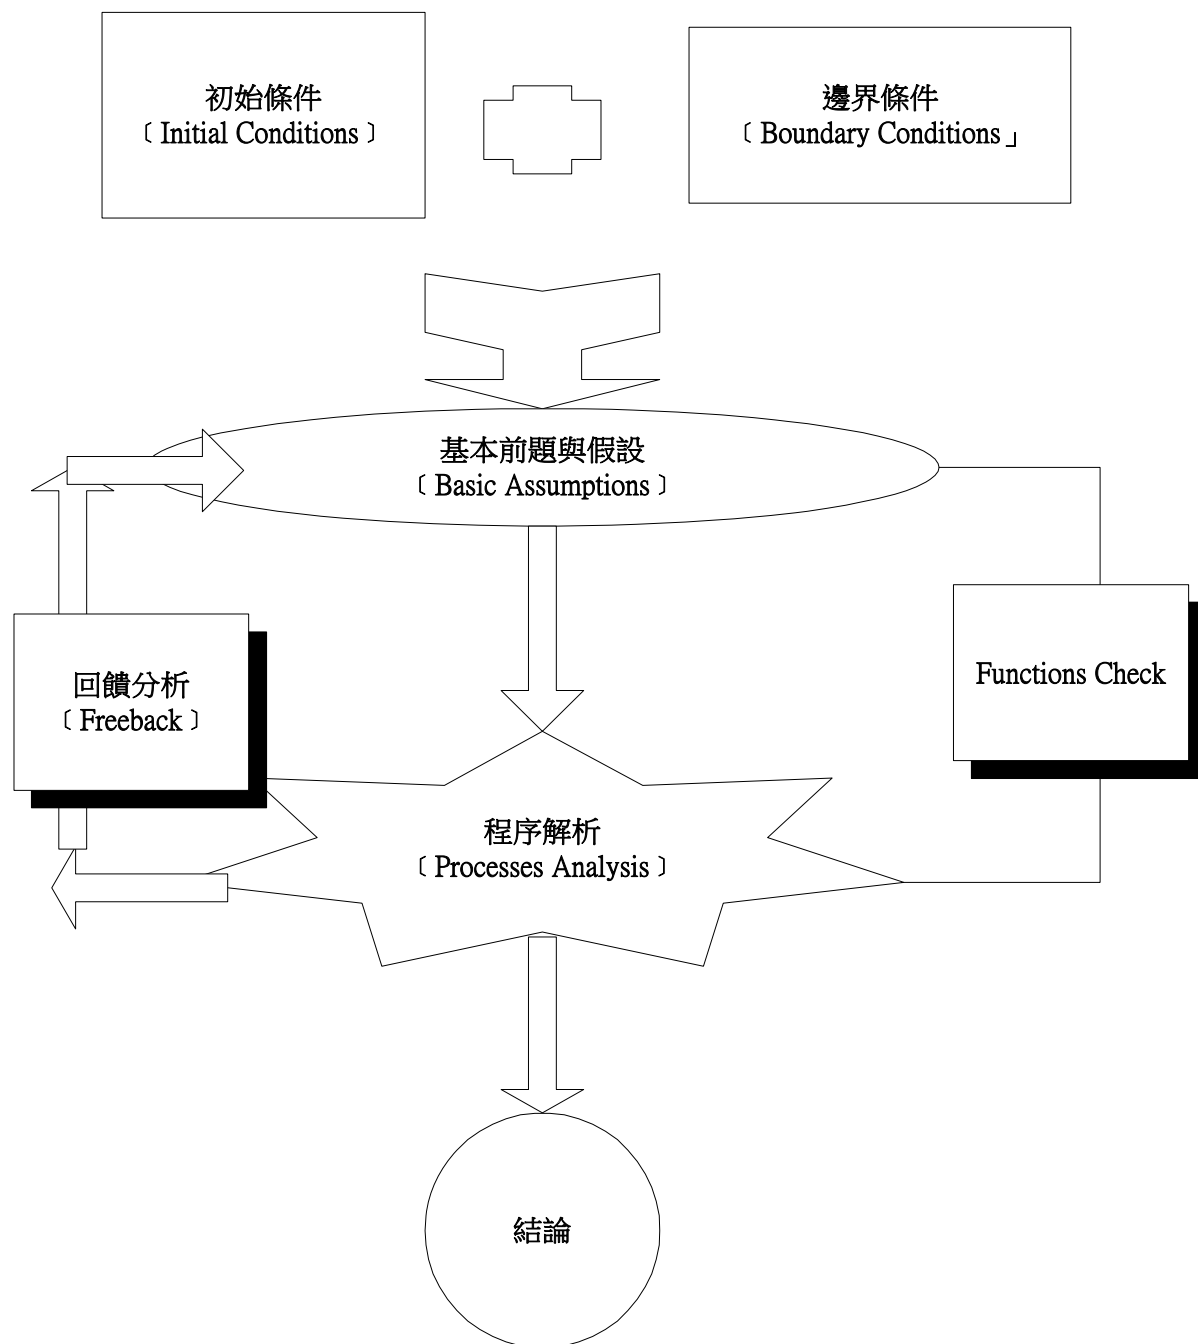 初始條件
﹝Initial Conditions﹞
邊界條件
﹝Boundary Conditions」
基本前題與假設
﹝Basic Assumptions﹞
回饋分析
﹝Freeback﹞
Functions Check
程序解析
﹝Processes Analysis﹞
結論